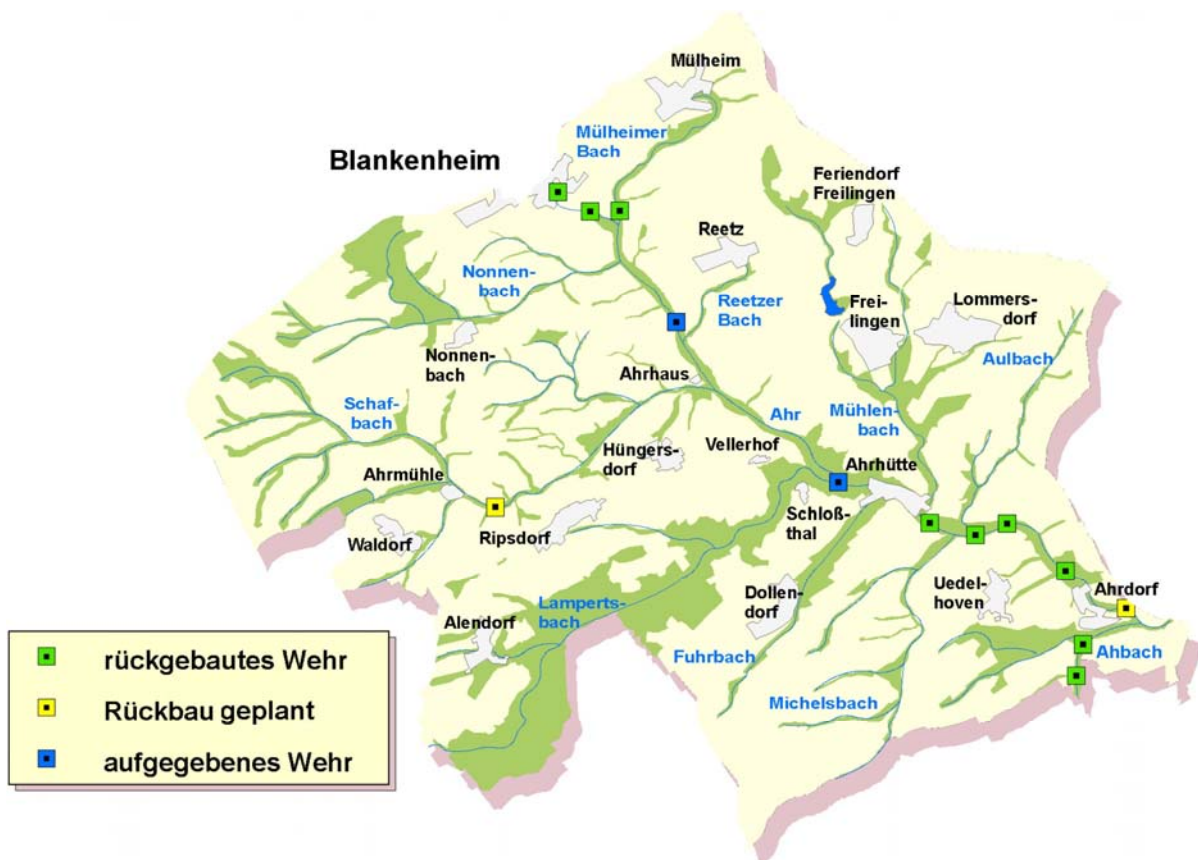 Mülheim
Mülheimer
Bach
Blankenheim
Feriendorf
Freilingen
Reetz
Nonnen-
bach
Reetzer
Bach
Frei-
lingen
Lommers-
dorf
Nonnen-
bach
Aulbach
Ahrhaus
Schaf-
bach
Ahr
Mühlen-
bach
Hüngers-
dorf
Vellerhof
Ahrmühle
Ahrhütte
Schloß-
thal
Waldorf
Ripsdorf
Uedel-
hoven
Ahrdorf
Dollen-
dorf
Lamperts-
bach
Alendorf
Fuhrbach
Ahbach
Michelsbach
rückgebautes Wehr
Rückbau geplant
aufgegebenes Wehr